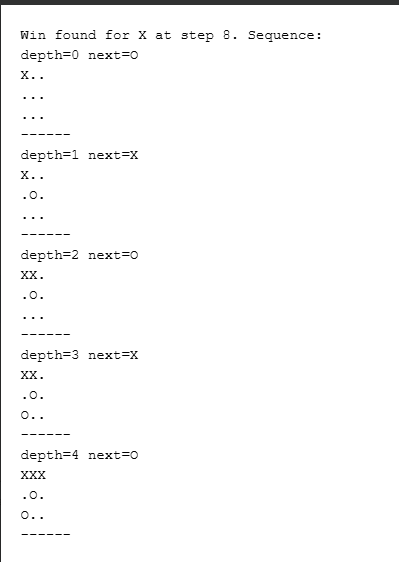 Win found for X at step 8. Sequence:
depth=0 next=O
X..
...
...
------
depth=1 next=X
X..
.O.
...
------
depth=2 next=O
XX.
.O.
...
------
depth=3 next=X
XX.
.O.
O..
------
depth=4 next=O
XXX
.O.
O..
------